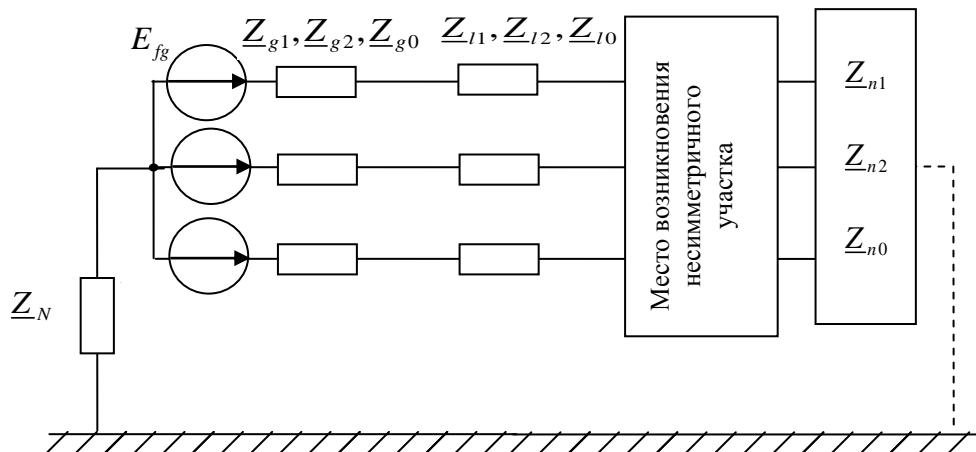 E_fg
Z_g1, Z_g2, Z_g0
Z_l1, Z_l2, Z_l0
Место возникновения
несимметричного
участка
Z_n1
Z_n2
Z_n0
Z_N